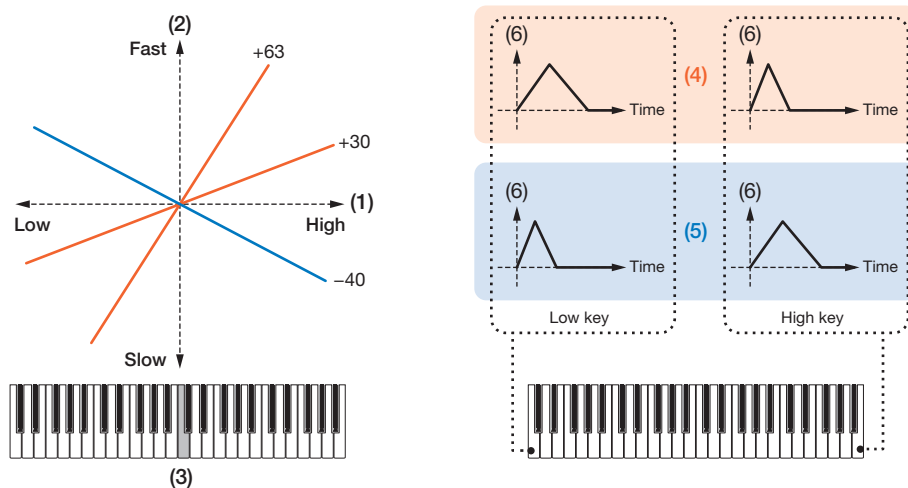 (2)
Fast
+63
+30
(1)
Low
High
−40
Slow
(3)
(6)
Time
(4)
(6)
Time
(6)
Time
(5)
(6)
Time
Low key
High key